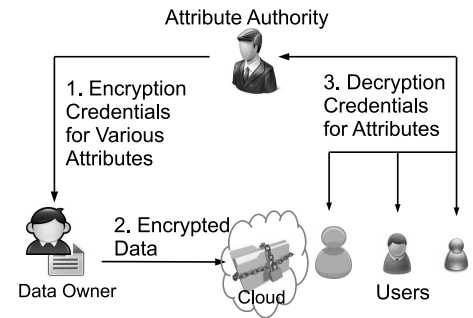 Attribute Authority
1. Encryption
Credentials
for Various
Attributes
3. Decryption
Credentials
for Attributes
2. Encrypted
Data
Data Owner
Cloud
Users